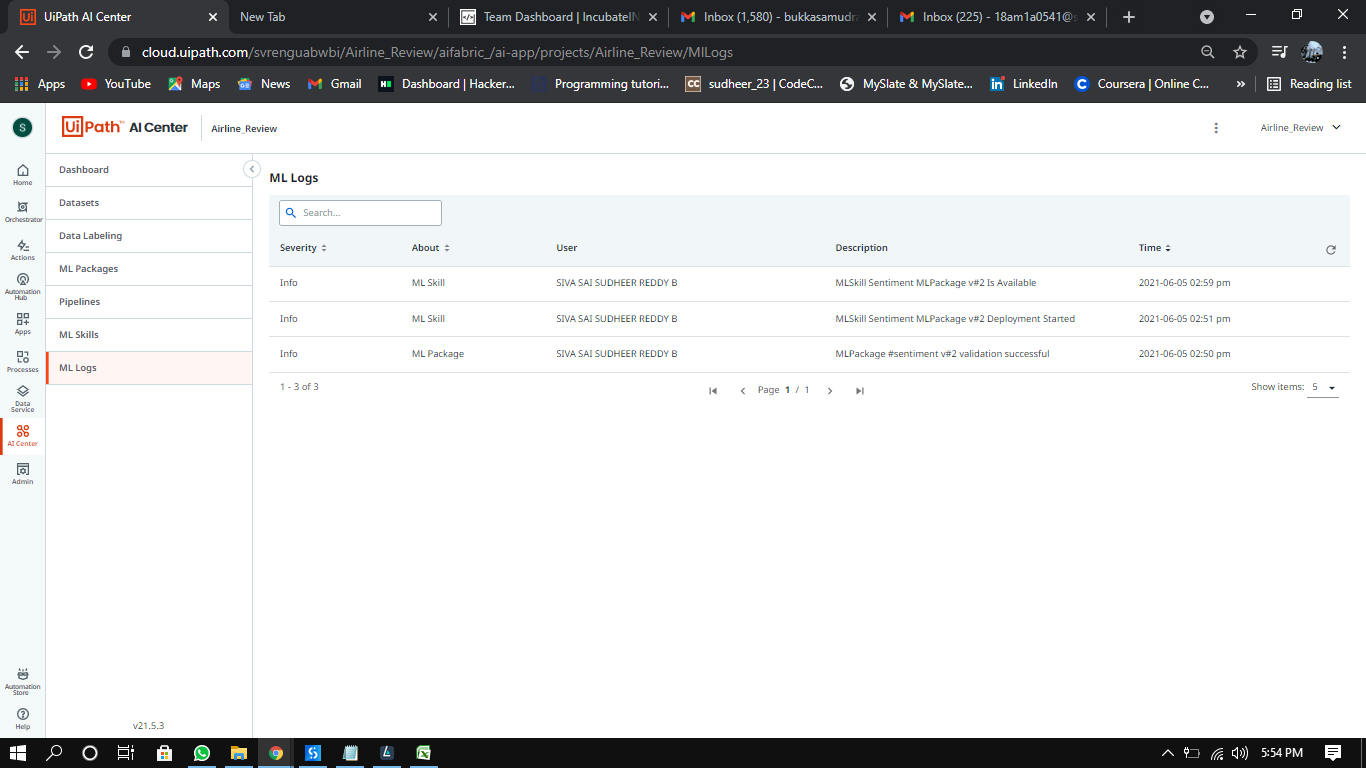 UiPath AI Center
New Tab
Team Dashboard | IncubateIN
Inbox (1,580) - bukkasamudra
Inbox (225) - 18am1a0541@s
cloud.uipath.com/svrenguabwbi/Airline_Review/aifabric_/ai-app/projects/Airline_Review/MlLogs
Apps
YouTube
Maps
News
Gmail
Dashboard | Hacker...
Programming tutori...
sudheer_23 | CodeC...
MySlate & MySlate...
LinkedIn
Coursera | Online C...
»
Reading list
S
UiPath AI Center
Airline_Review
Airline_Review
Home
Orchestrator
Actions
Automation Hub
Apps
Processes
Data Service
AI Center
Admin
Automation Store
Help
Dashboard
Datasets
Data Labeling
ML Packages
Pipelines
ML Skills
ML Logs
v21.5.3
ML Logs
Search...
Severity About User Description Time
Info ML Skill SIVA SAI SUDHEER REDDY B MLSkill Sentiment MLPackage v#2 Is Available 2021-06-05 02:59 pm
Info ML Skill SIVA SAI SUDHEER REDDY B MLSkill Sentiment MLPackage v#2 Deployment Started 2021-06-05 02:51 pm
Info ML Package SIVA SAI SUDHEER REDDY B MLPackage #sentiment v#2 validation successful 2021-06-05 02:50 pm
1 - 3 of 3
Page 1 / 1
Show items: 5
5:54 PM